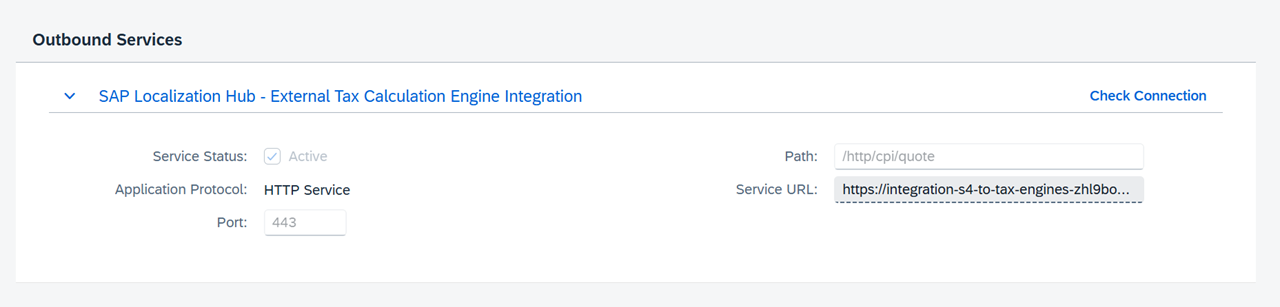 Outbound Services
SAP Localization Hub - External Tax Calculation Engine Integration Check Connection
Service Status: Active Path: /http/cpi/quote
Application Protocol: HTTP Service Service URL: https://integration-s4-to-tax-engines-zhl9bo...
Port: 443